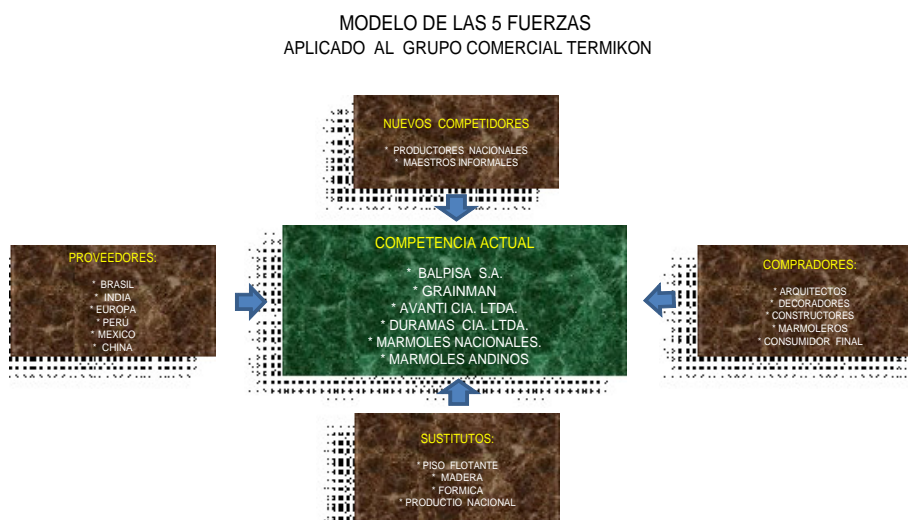 MODELO DE LAS 5 FUERZAS
APLICADO AL GRUPO COMERCIAL TERMIKON
NUEVOS COMPETIDORES
* PRODUCTORES NACIONALES
* MAESTROS INFORMALES
PROVEEDORES:
* BRASIL
* INDIA
* EUROPA
* PERU
* MEXICO
* CHINA
COMPETENCIA ACTUAL
* BALPISA S.A.
* GRAINMAN
* AVANTI CIA. LTDA.
* DURAMAS CIA. LTDA.
* MARMOLES NACIONALES.
* MARMOLES ANDINOS
COMPRADORES:
* ARQUITECTOS
* DECORADORES
* CONSTRUCTORES
* MARMOLEROS
* CONSUMIDOR FINAL
SUSTITUTOS:
* PISO FLOTANTE
* MADERA
* FORMICA
* PRODUCTIO NACIONAL